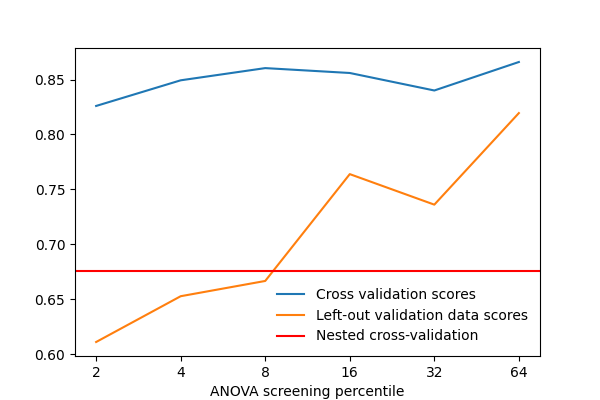 0.85
0.80
0.75
0.70
0.65
0.60
Cross validation scores
Left-out validation data scores
Nested cross-validation
2 4 8 16 32 64
ANOVA screening percentile